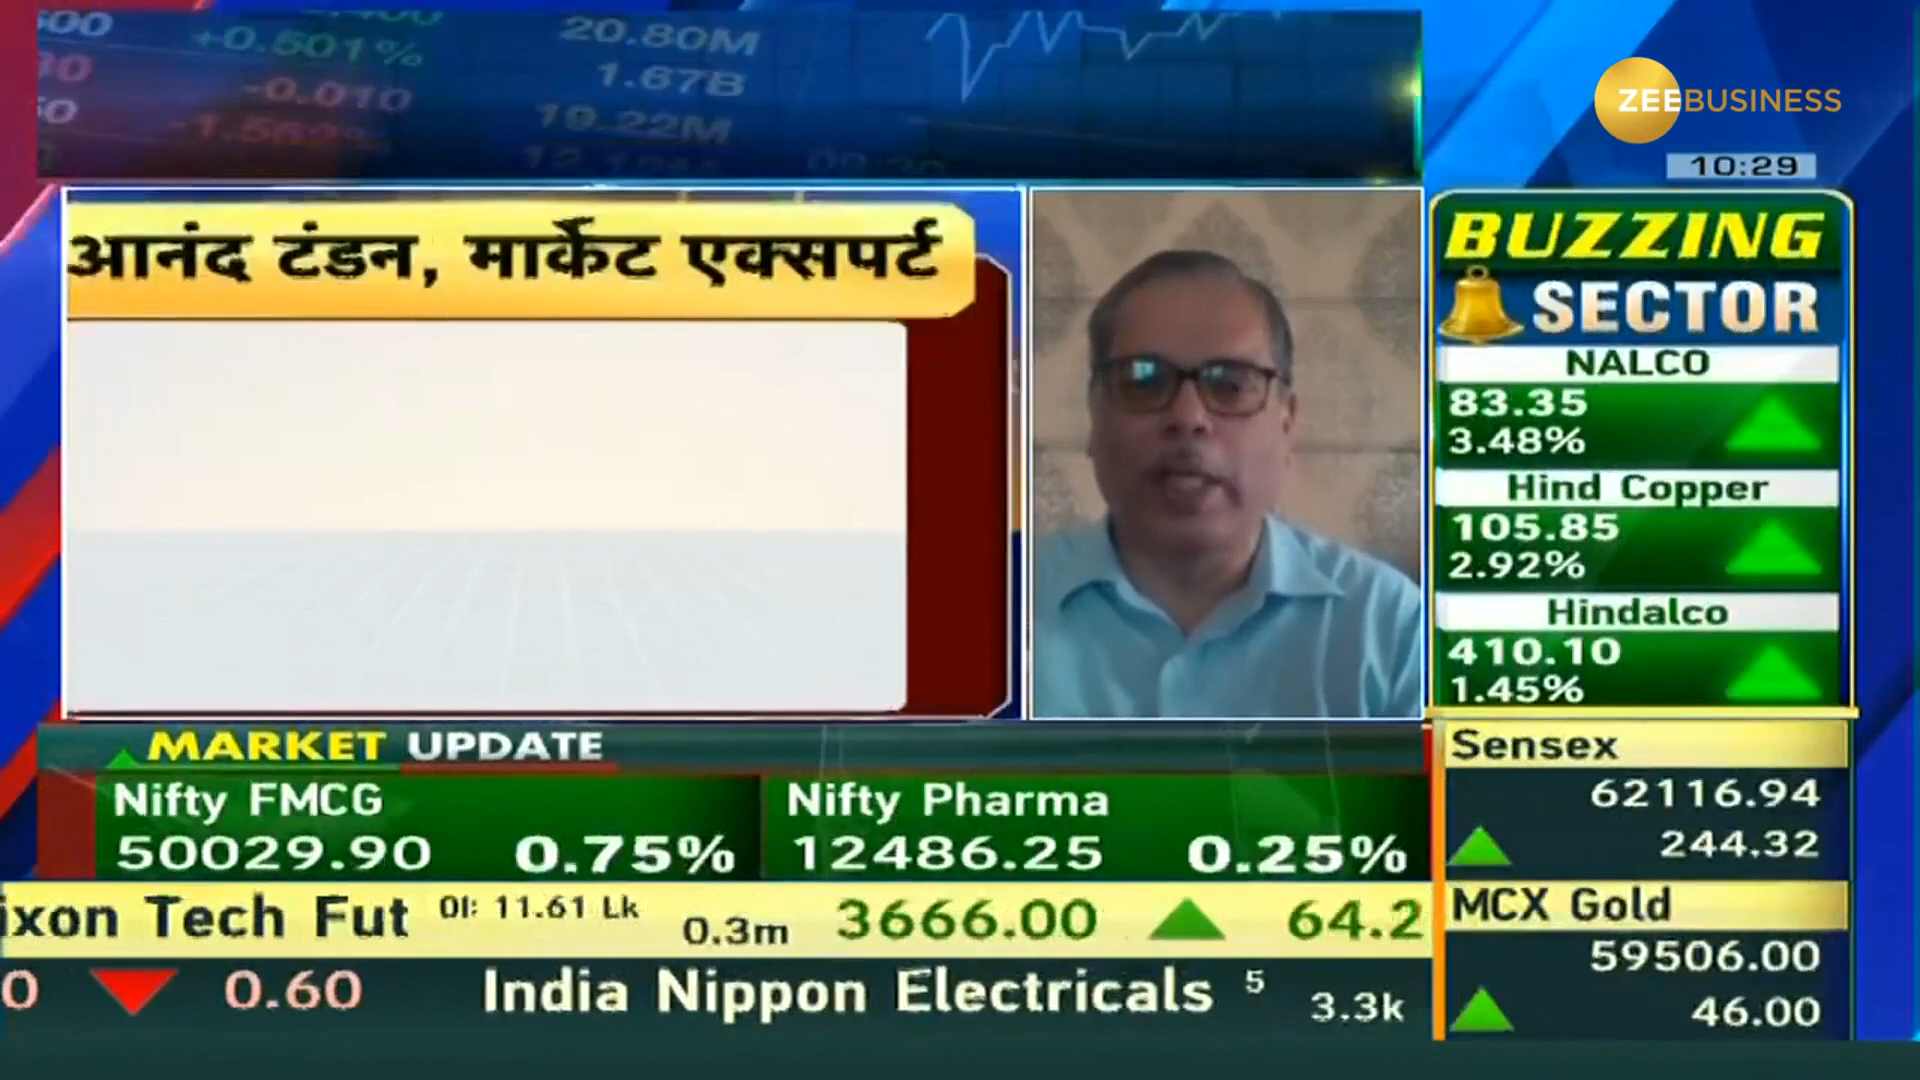 +0.501%
20.80M
-0.010
1.67B
-1.562%
19.22M
ZEEBUSINESS
10:29
आनंद टंडन, मार्केट एक्सपर्ट
BUZZING
SECTOR
NALCO
83.35
3.48%
Hind Copper
105.85
2.92%
Hindalco
410.10
1.45%
MARKET UPDATE
Nifty FMCG
50029.90 0.75%
Nifty Pharma
12486.25 0.25%
Sensex
62116.94
244.32
MCX Gold
59506.00
46.00
ixon Tech Fut OI: 11.61 Lk 0.3m 3666.00 64.2
0 0.60 India Nippon Electricals 5 3.3k